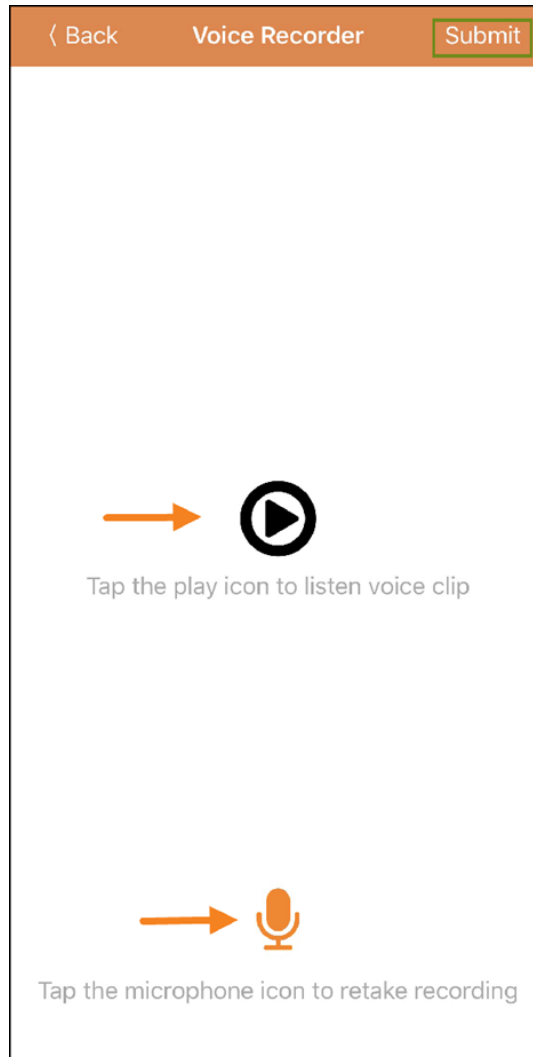 〈 Back Voice Recorder Submit
Tap the play icon to listen voice clip
Tap the microphone icon to retake recording